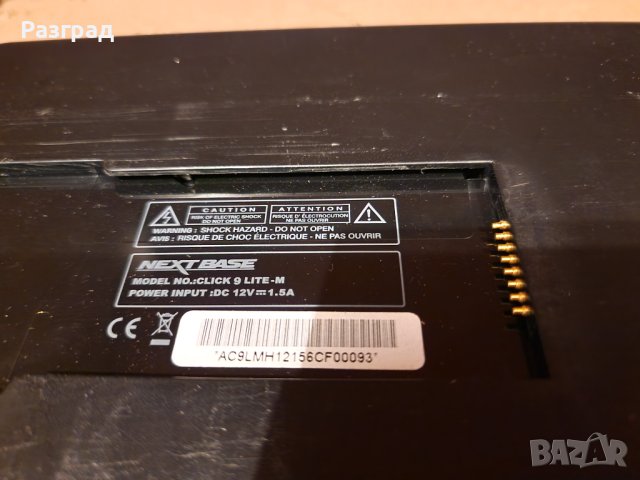 Разград
CAUTION
RISK OF ELECTRIC SHOCK
DO NOT OPEN
ATTENTION
RISQUE D' ÉLECTROCUTION
NE PAS OUVRIR
WARNING : SHOCK HAZARD - DO NOT OPEN
AVIS : RISQUE DE CHOC ÉLECTRIQUE - NE PAS OUVRIR
NEXTBASE
MODEL NO.:CLICK 9 LITE-M
POWER INPUT :DC 12V⎓1.5A
CE
*AC9LMH12156CF00093*
BAZAR